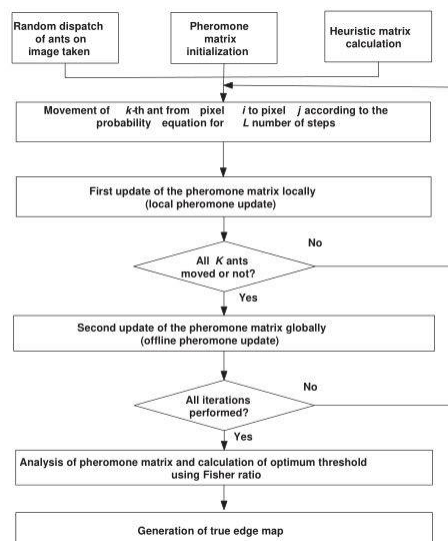 Random dispatch
of ants on
image taken
Pheromone
matrix
initialization
Heuristic matrix
calculation
Movement of k-th ant from pixel i to pixel j according to the
probability equation for L number of steps
First update of the pheromone matrix locally
(local pheromone update)
No
All K ants
moved or not?
Yes
Second update of the pheromone matrix globally
(offline pheromone update)
No
All iterations
performed?
Yes
Analysis of pheromone matrix and calculation of optimum threshold
using Fisher ratio
Generation of true edge map